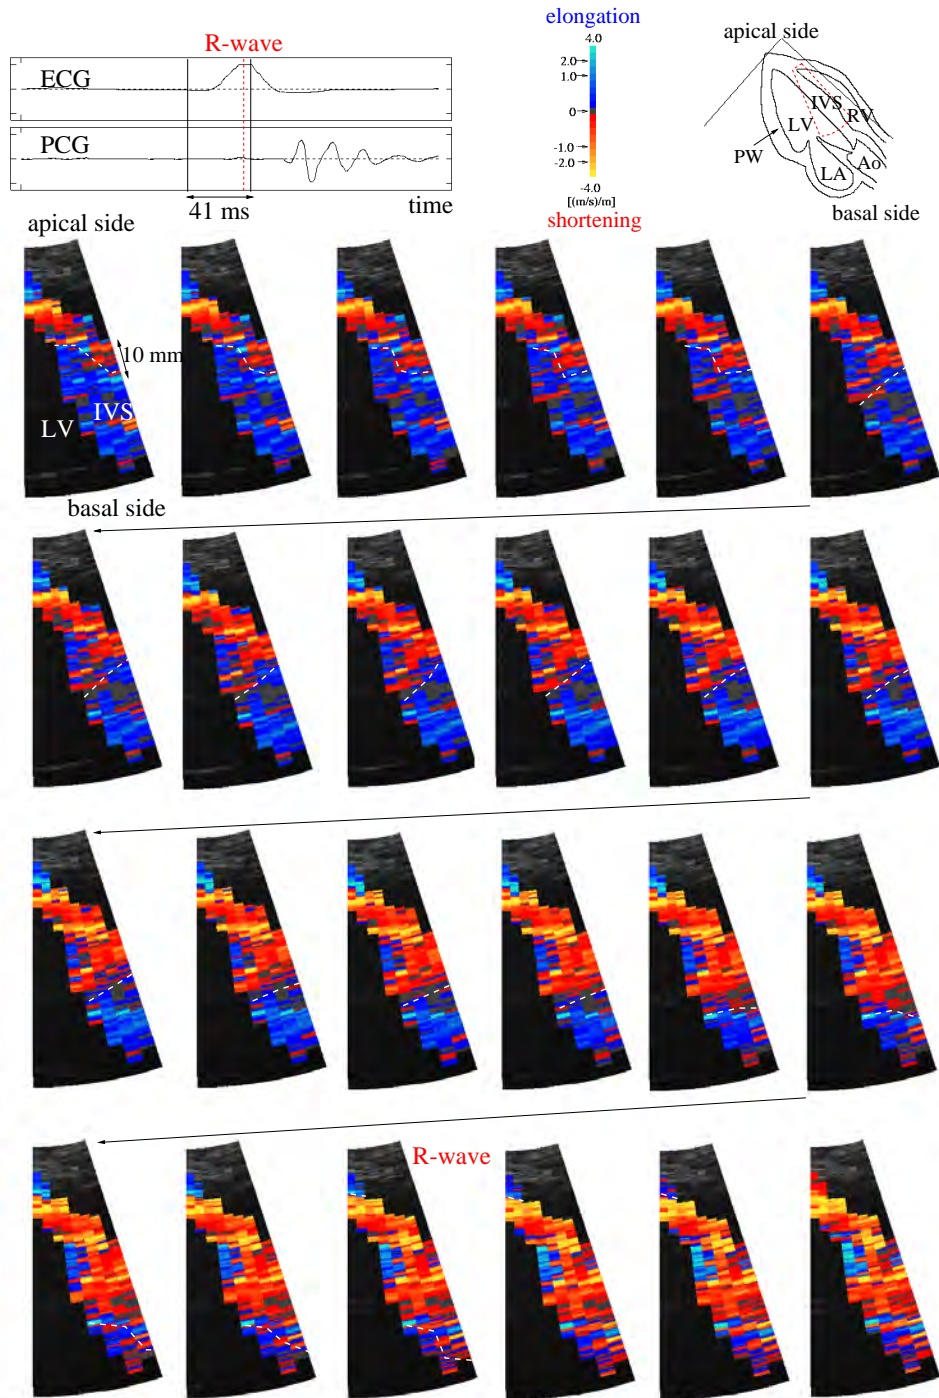 elongation
R-wave
4.0
apical side
ECG
2.0
1.0
0
IVS
RV
PCG
LV
-1.0
PW
-2.0
Ao
LA
-4.0
41 ms
time
[(m/s)/m]
shortening
basal side
apical side
10 mm
IVS
LV
basal side
R-wave